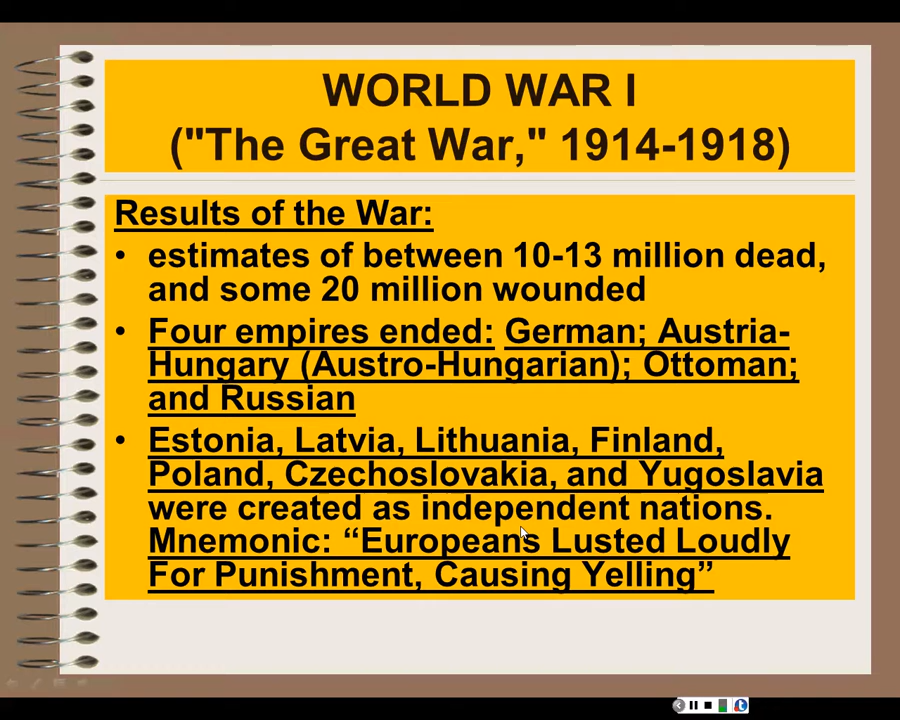 WORLD WAR I
("The Great War," 1914-1918)
Results of the War:
• estimates of between 10-13 million dead,
and some 20 million wounded
• Four empires ended: German; Austria-
Hungary (Austro-Hungarian); Ottoman;
and Russian
• Estonia, Latvia, Lithuania, Finland,
Poland, Czechoslovakia, and Yugoslavia
were created as independent nations.
Mnemonic: “Europeans Lusted Loudly
For Punishment, Causing Yelling”